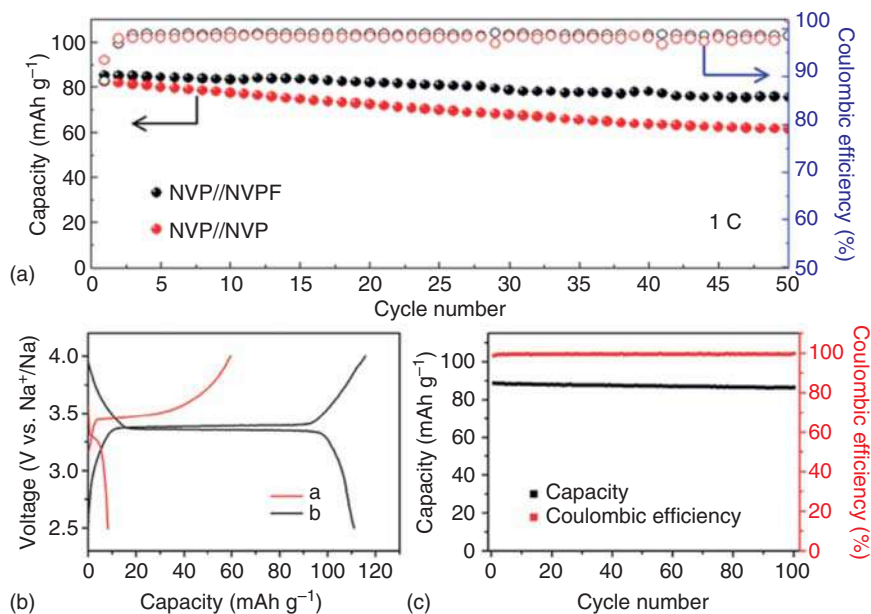 100
80
60
40
20
0
Capacity (mAh g⁻¹)
NVP//NVPF
NVP//NVP
1 C
100
90
80
70
60
50
Coulombic efficiency (%)
0 5 10 15 20 25 30 35 40 45 50
(a)
Cycle number
4.0
3.5
3.0
2.5
Voltage (V vs. Na⁺/Na)
a
b
0 20 40 60 80 100 120
(b)
Capacity (mAh g⁻¹)
100
80
60
40
20
0
Capacity (mAh g⁻¹)
Capacity
Coulombic efficiency
100
80
60
40
20
0
Coulombic efficiency (%)
0 20 40 60 80 100
(c)
Cycle number